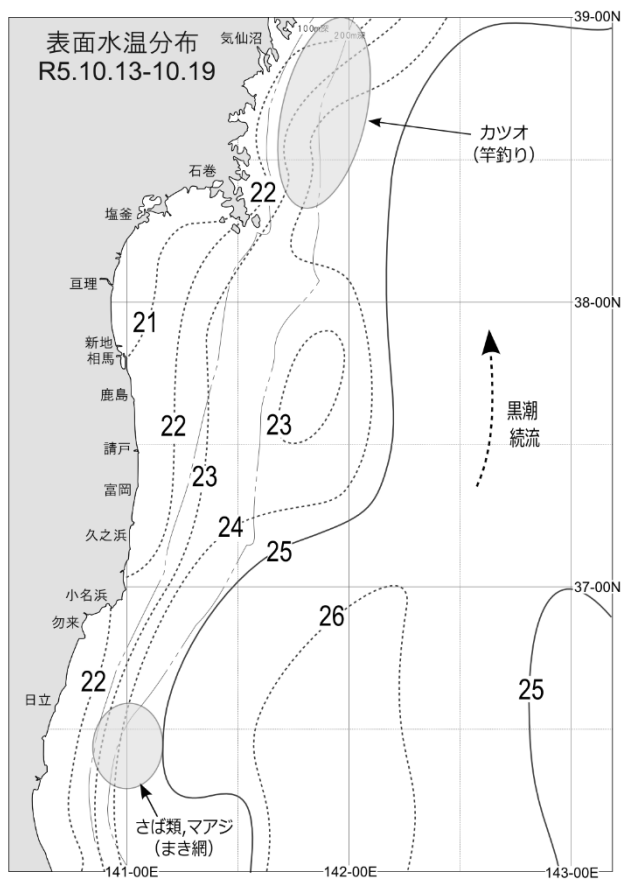 表面水温分布
R5.10.13-10.19
気仙沼
100m深
200m深
39-00N
カツオ
(竿釣り)
石巻
22
塩釜
亘理
38-00N
21
新地
相馬
鹿島
22
23
黒潮
続流
請戸
23
富岡
24
久之浜
25
37-00N
小名浜
勿来
26
22
25
日立
さば類,マアジ
(まき網)
141-00E
142-00E
143-00E